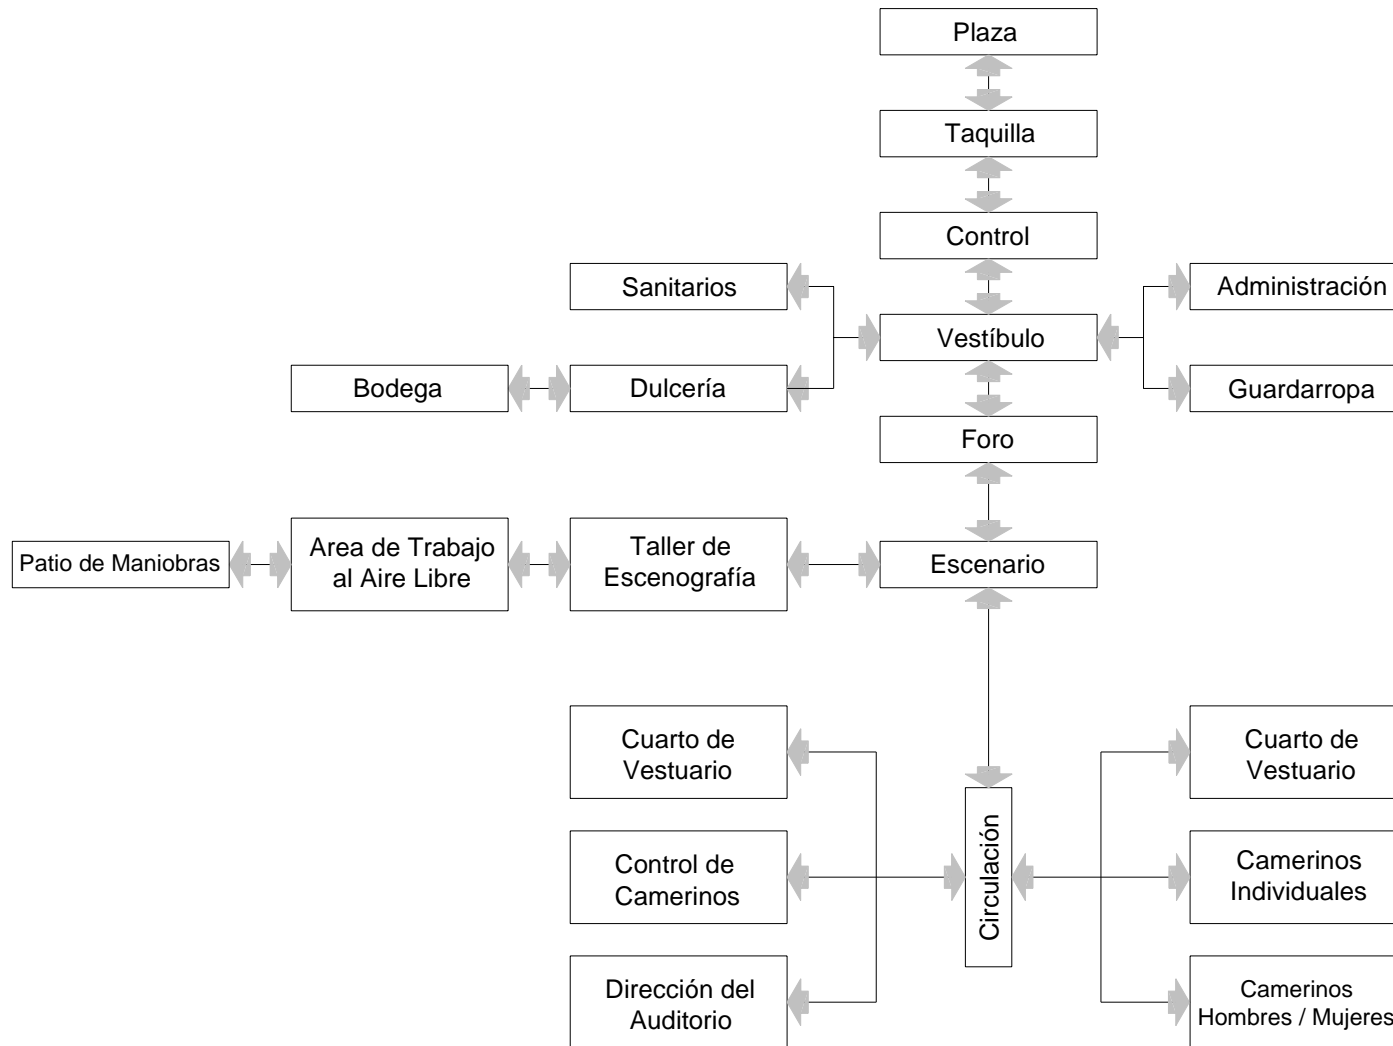 Plaza
Taquilla
Control
Sanitarios
Administración
Vestíbulo
Bodega
Dulcería
Guardarropa
Foro
Patio de Maniobras
Area de Trabajo
al Aire Libre
Taller de
Escenografía
Escenario
Cuarto de
Vestuario
Cuarto de
Vestuario
Control de
Camerinos
Circulación
Camerinos
Individuales
Dirección del
Auditorio
Camerinos
Hombres / Mujeres